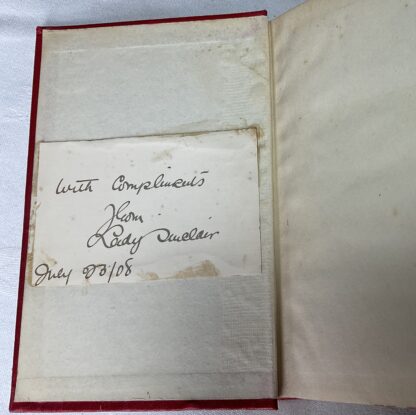 With Compliments
from
Lady Sinclair
July 23/08